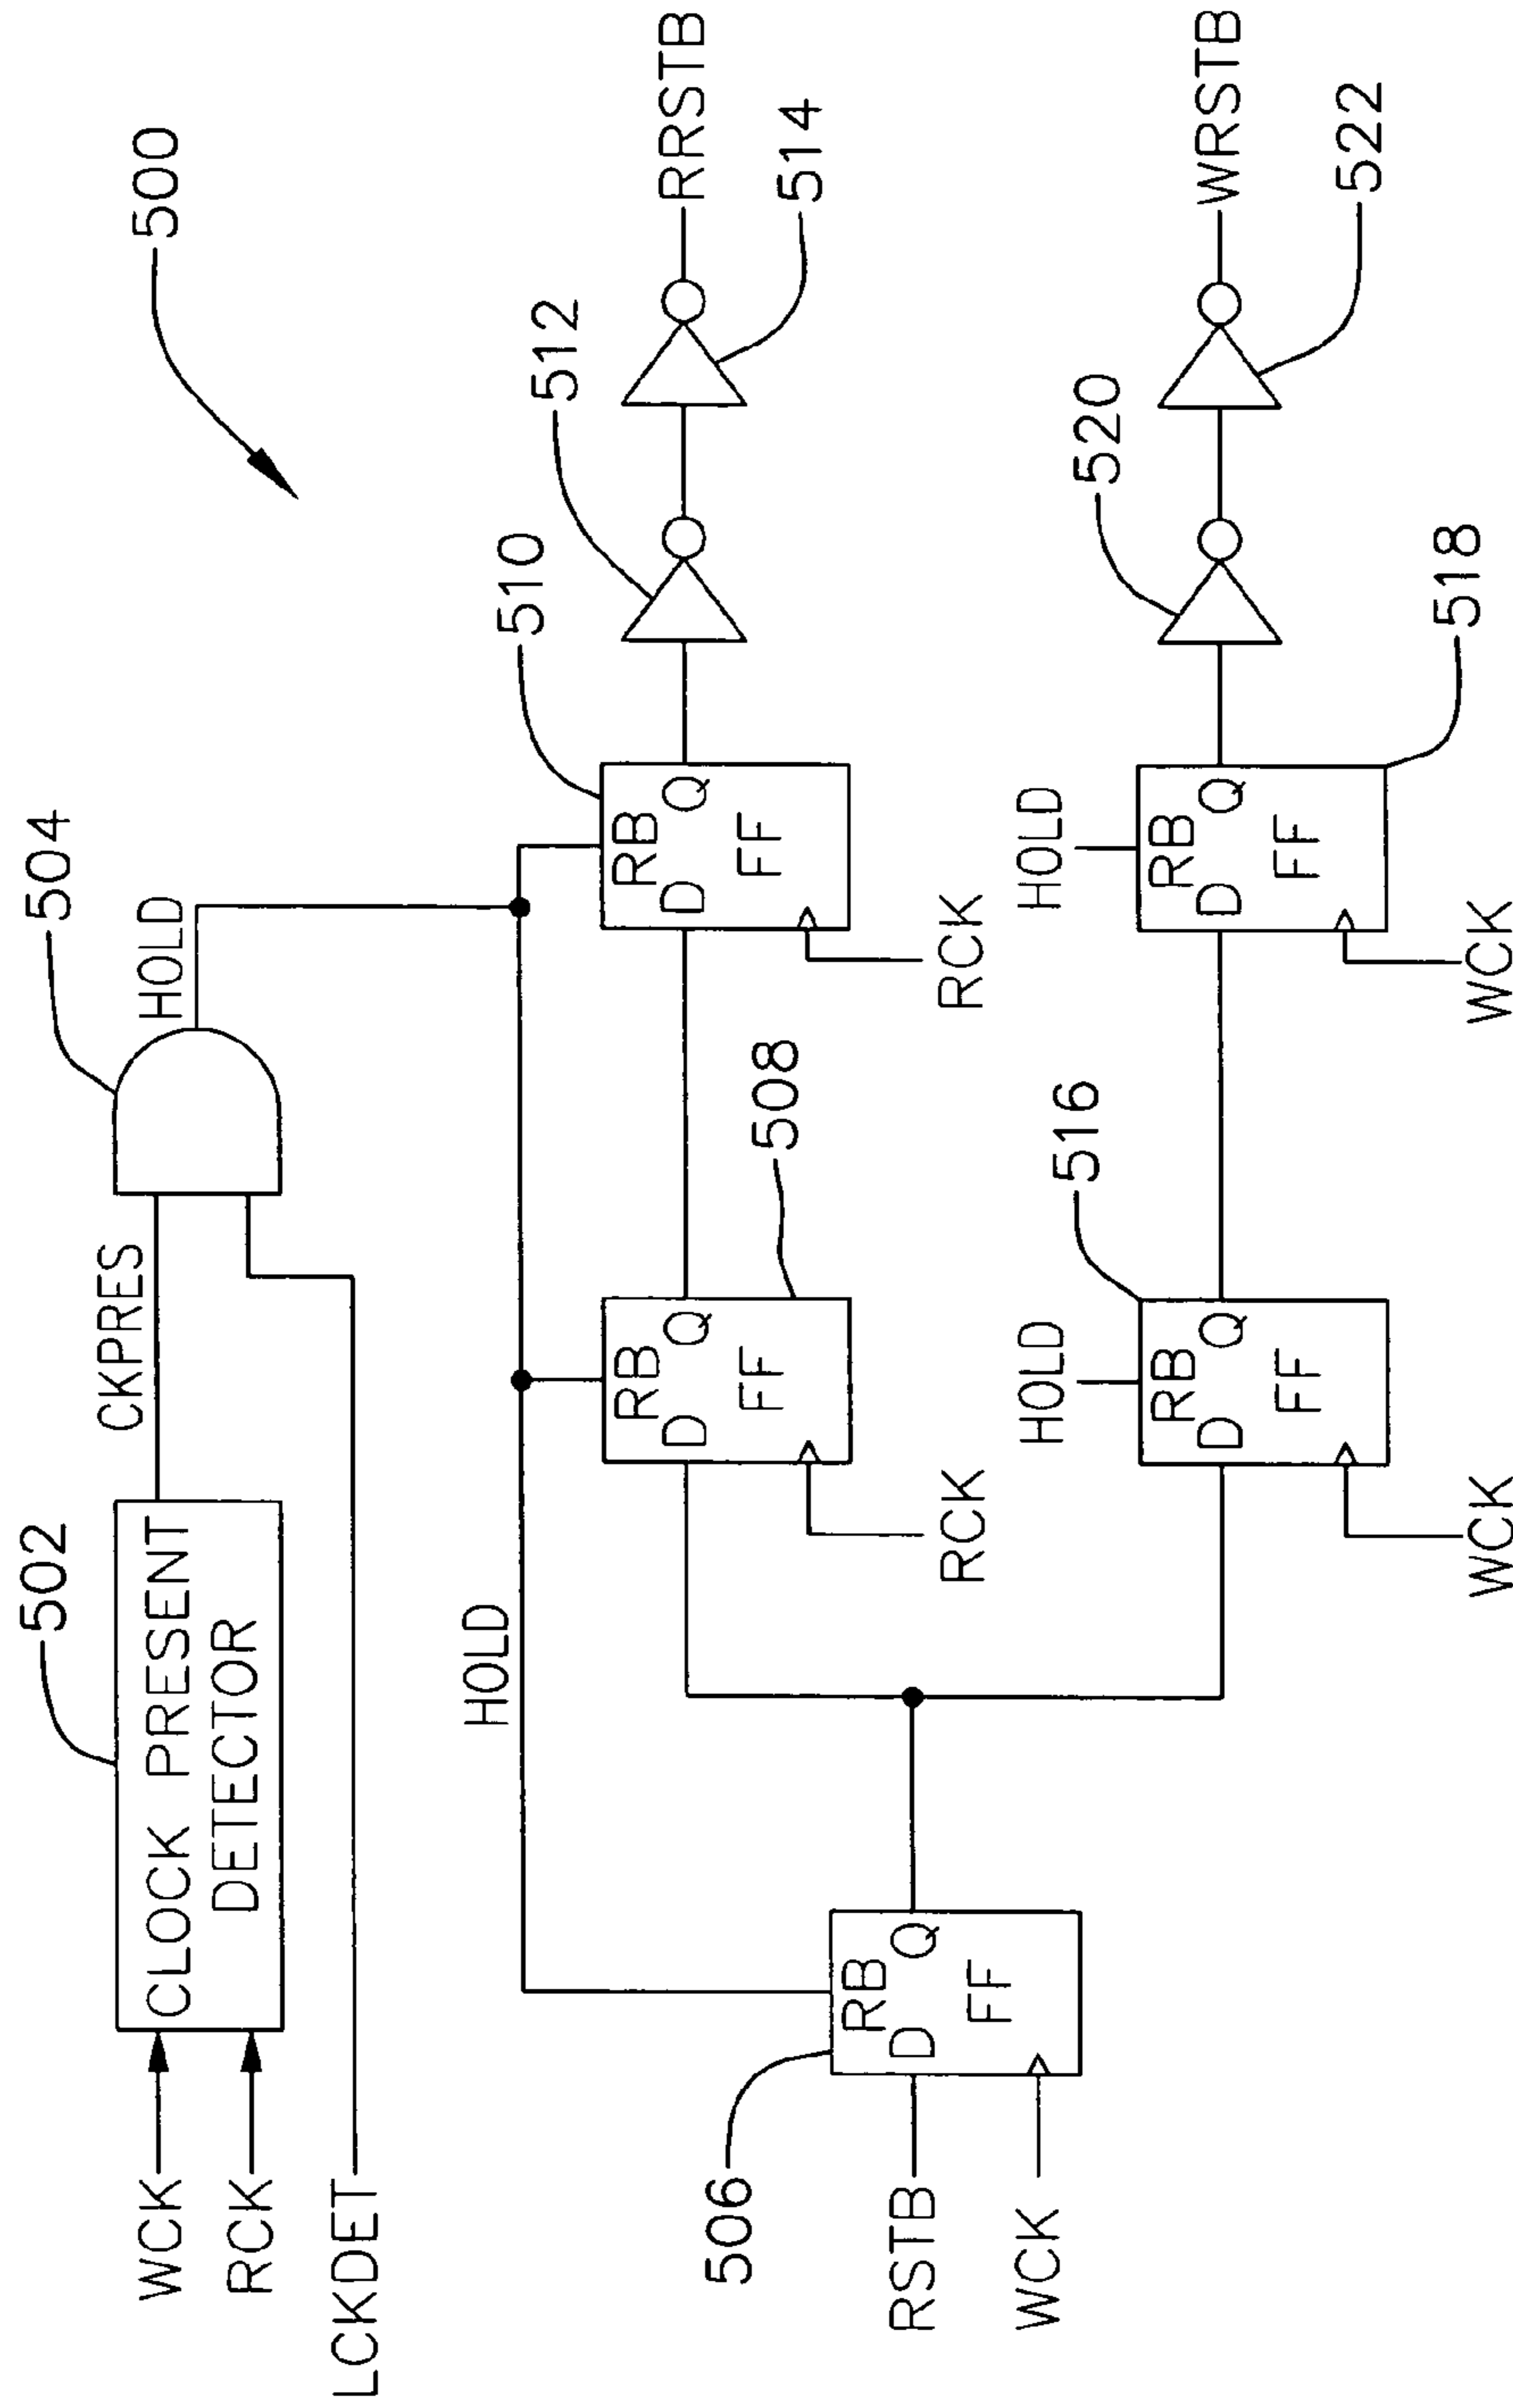 500
502
504
WCK
RCK
CLOCK PRESENT
DETECTOR
CKPRES
HOLD
LCKDET
HOLD
510
512
RRSTB
RB
D Q
FF
RCK
508
RB
D Q
FF
RCK
514
506
RSTB
WCK
RB
D Q
FF
516
HOLD
RB
D Q
FF
WCK
HOLD
RB
D Q
FF
WCK
518
520
WRSTB
522